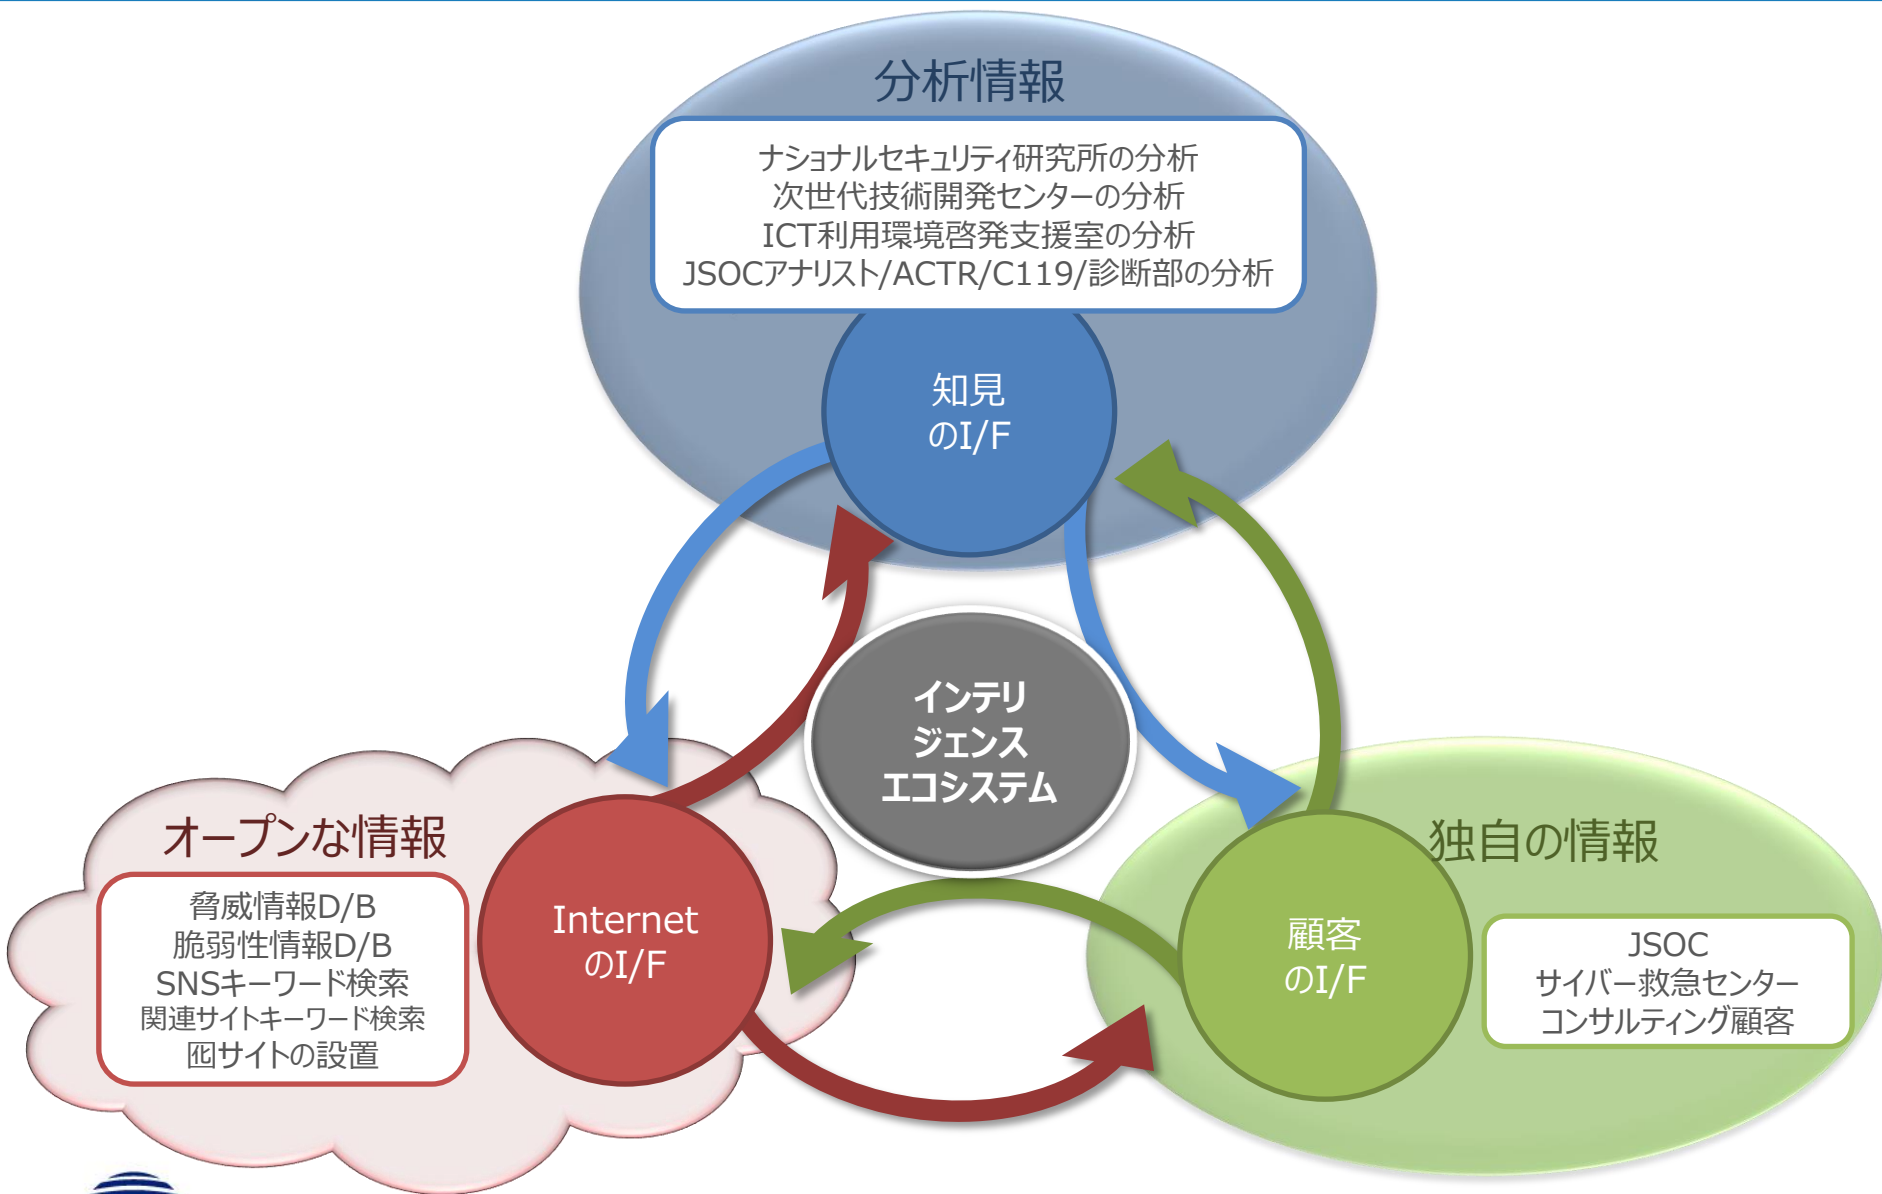 分析情報
ナショナルセキュリティ研究所の分析
次世代技術開発センターの分析
ICT利用環境啓発支援室の分析
JSOCアナリスト/ACTR/C119/診断部の分析
知見
のI/F
インテリ
ジェンス
エコシステム
オープンな情報
脅威情報D/B
脆弱性情報D/B
SNSキーワード検索
関連サイトキーワード検索
囮サイトの設置
Internet
のI/F
顧客
のI/F
独自の情報
JSOC
サイバー救急センター
コンサルティング顧客